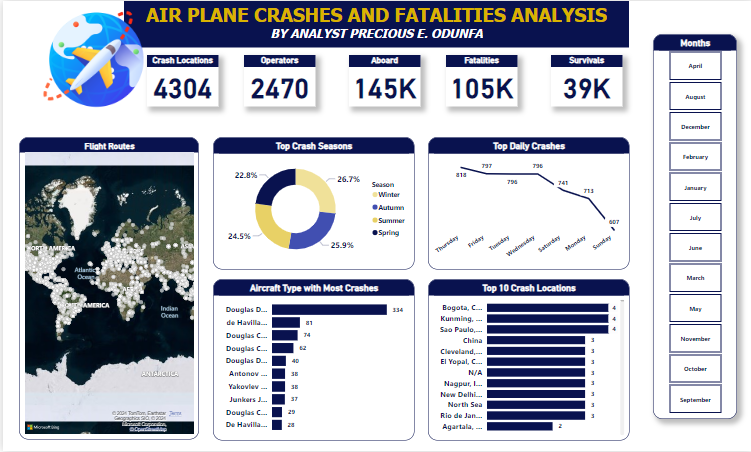 AIR PLANE CRASHES AND FATALITIES ANALYSIS
BY ANALYST PRECIOUS E. ODUNFA
Crash Locations
4304
Operators
2470
Aboard
145K
Fatalities
105K
Survivals
39K
Months
April
August
December
February
January
July
June
March
May
November
October
September
Flight Routes
NORTH AMERICA
Atlantic
Ocean
SOUTH AMERICA
Indian
Ocean
ANTARCTICA
© 2024 TomTom, Earthstar
Geographics SIO, © 2024
Microsoft Corporation,
© OpenStreetMap
Terms
Microsoft Bing
Top Crash Seasons
22.8%
26.7%
24.5%
25.9%
Season
Winter
Autumn
Summer
Spring
Top Daily Crashes
818
797
796
796
741
713
607
Thursday
Friday
Tuesday
Wednesday
Saturday
Monday
Sunday
Aircraft Type with Most Crashes
Douglas D... 334
de Havilla... 81
Douglas C... 74
Douglas C... 62
Douglas D... 40
Antonov ... 38
Yakovlev ... 38
Junkers J... 37
Douglas C... 29
De Havilla... 28
Top 10 Crash Locations
Bogota, C... 4
Kunming, ... 4
Sao Paulo,... 4
China 3
Cleveland,... 3
El Yopal, C... 3
N/A 3
Nagpur, I... 3
New Delhi... 3
North Sea 3
Rio de Jan... 3
Agartala, ... 2